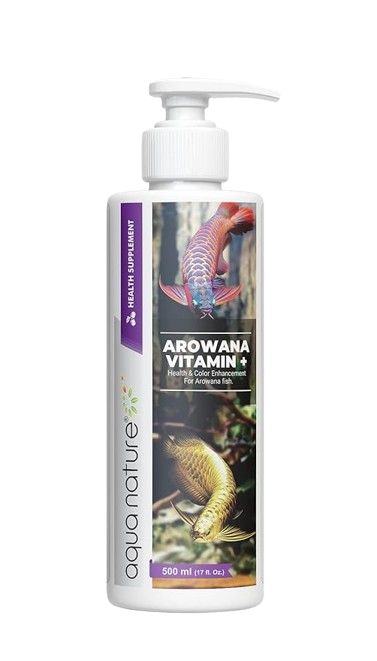 HEALTH SUPPLEMENT
aqua nature®
AROWANA
VITAMIN +
Health & Color Enhancement
For Arowana fish.
500 ml (17 fl. Oz.)